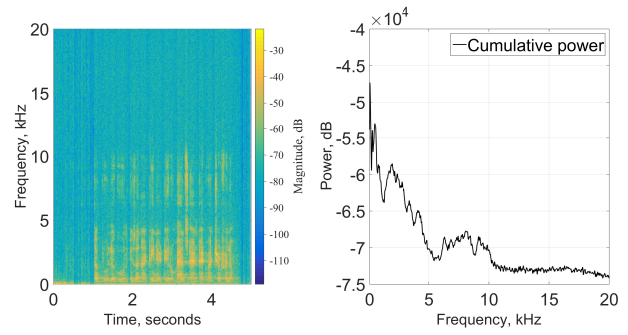 20
15
10
5
0
Frequency, kHz
0 2 4
Time, seconds
-30
-40
-50
-60
-70
-80
-90
-100
-110
Magnitude, dB
×10⁴
-4
-4.5
-5
-5.5
-6
-6.5
-7
-7.5
Power, dB
Cumulative power
0 5 10 15 20
Frequency, kHz